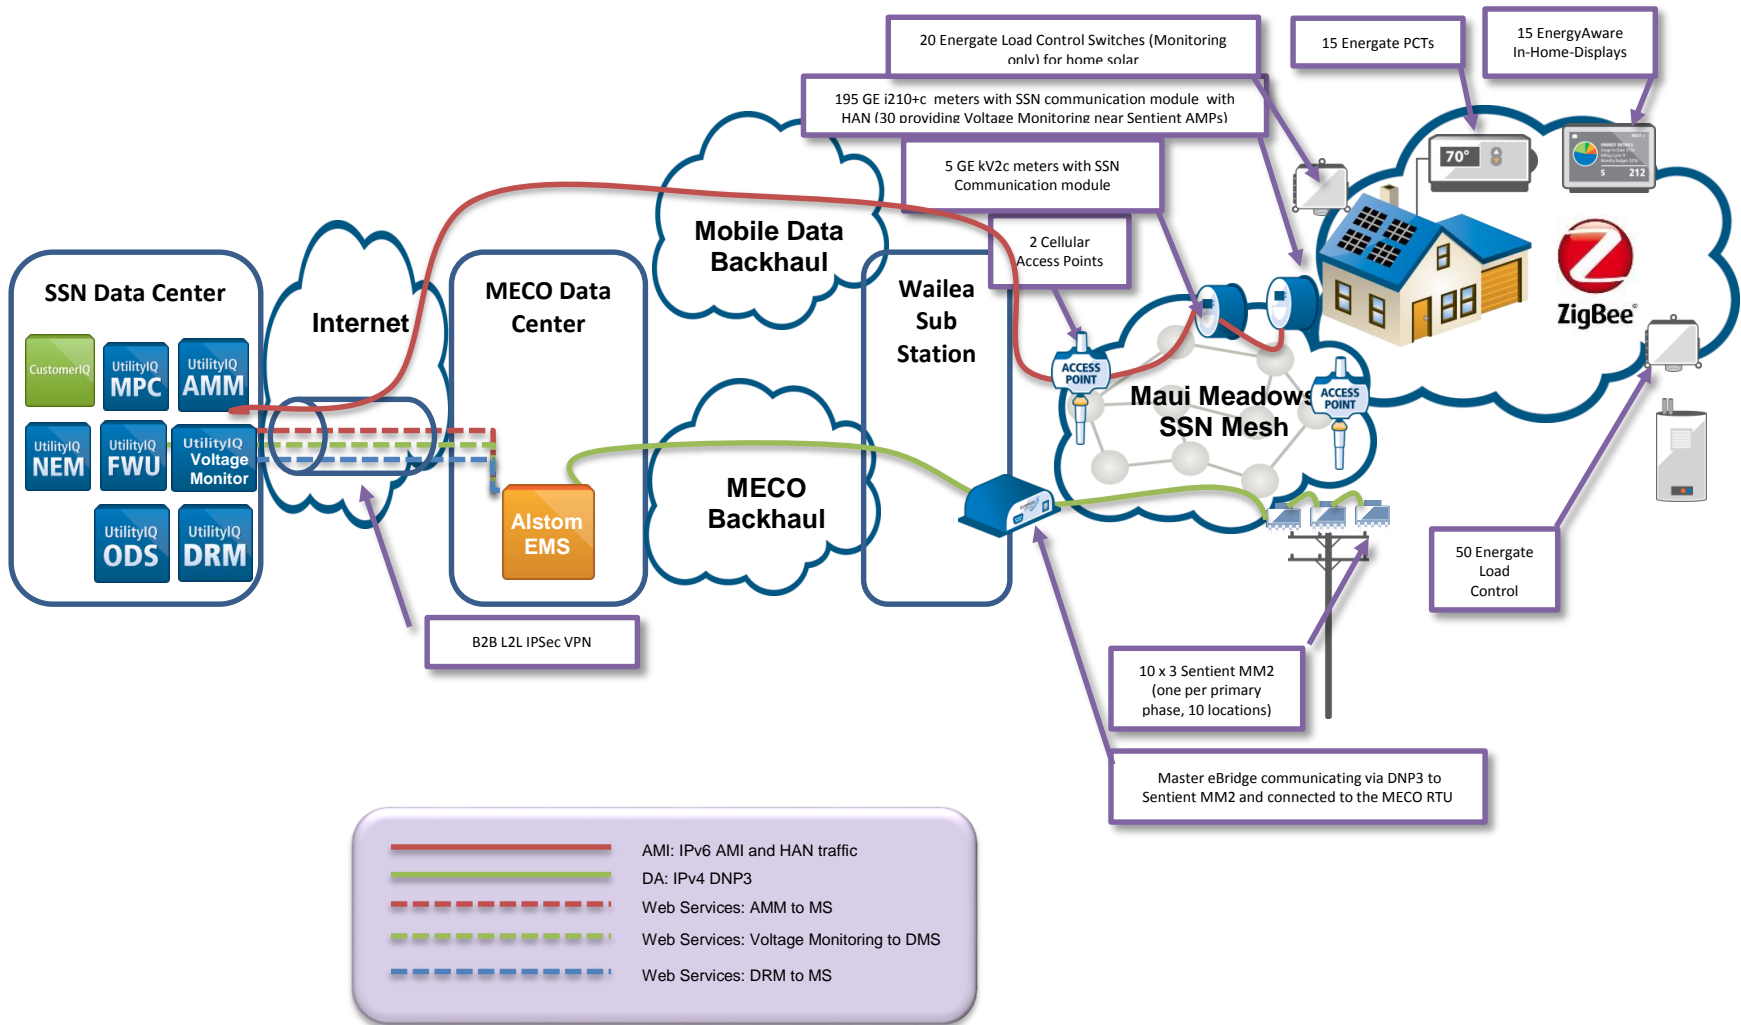 20 Energate Load Control Switches (Monitoring
only) for home solar
15 Energate PCTs
15 EnergyAware
In-Home-Displays
195 GE i210+c meters with SSN communication module with
HAN (30 providing Voltage Monitoring near Sentient AMPs)
5 GE kV2c meters with SSN
Communication module
2 Cellular
Access Points
70°
$ 212
ZigBee
SSN Data Center
CustomerIQ
UtilityIQ
MPC
UtilityIQ
AMM
UtilityIQ
NEM
UtilityIQ
FWU
UtilityIQ
Voltage
Monitor
UtilityIQ
ODS
UtilityIQ
DRM
Internet
MECO Data
Center
Alstom
EMS
Mobile Data
Backhaul
MECO
Backhaul
Wailea
Sub
Station
ACCESS
POINT
Maui Meadows
SSN Mesh
ACCESS
POINT
B2B L2L IPSec VPN
50 Energate
Load
Control
10 x 3 Sentient MM2
(one per primary
phase, 10 locations)
Master eBridge communicating via DNP3 to
Sentient MM2 and connected to the MECO RTU
AMI: IPv6 AMI and HAN traffic
DA: IPv4 DNP3
Web Services: AMM to MS
Web Services: Voltage Monitoring to DMS
Web Services: DRM to MS